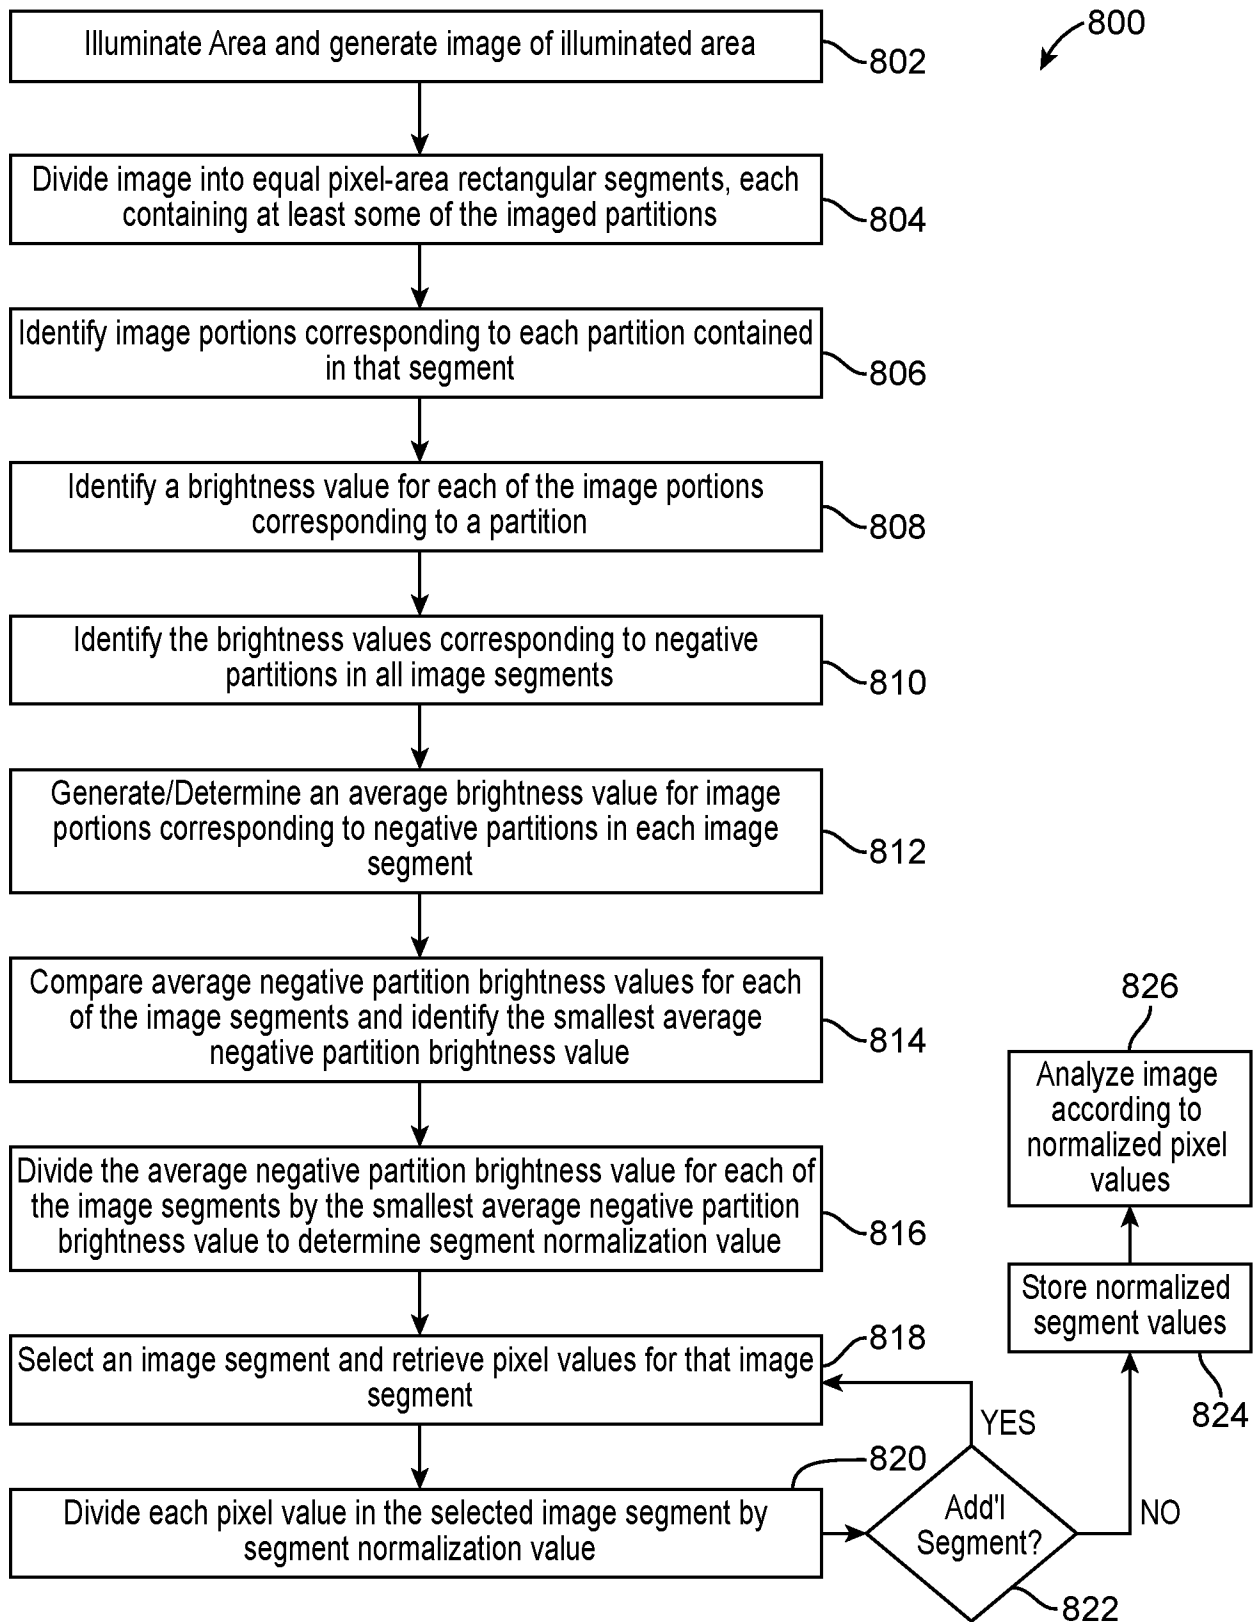 800
Illuminate Area and generate image of illuminated area
802
Divide image into equal pixel-area rectangular segments, each
containing at least some of the imaged partitions
804
Identify image portions corresponding to each partition contained
in that segment
806
Identify a brightness value for each of the image portions
corresponding to a partition
808
Identify the brightness values corresponding to negative
partitions in all image segments
810
Generate/Determine an average brightness value for image
portions corresponding to negative partitions in each image
segment
812
Compare average negative partition brightness values for each
of the image segments and identify the smallest average
negative partition brightness value
814
Divide the average negative partition brightness value for each of
the image segments by the smallest average negative partition
brightness value to determine segment normalization value
816
Select an image segment and retrieve pixel values for that image
segment
818
Divide each pixel value in the selected image segment by
segment normalization value
820
Add'l
Segment?
822
YES
NO
Store normalized
segment values
824
826
Analyze image
according to
normalized pixel
values